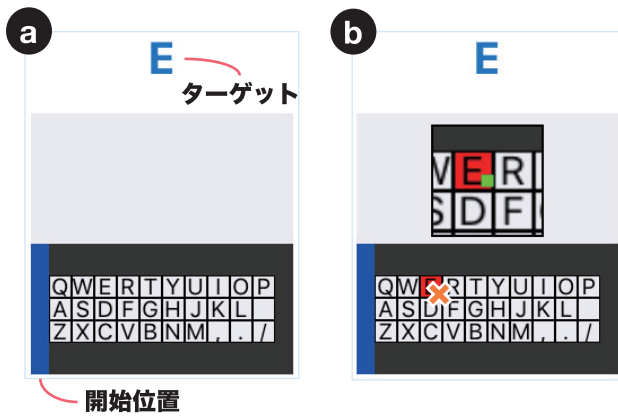 a
E
ターゲット
QWERTYUIOP
ASDFGHJKL
ZXCVBNM,./
開始位置
b
E
WER
SDF
QWERTYUIOP
ASDFGHJKL
ZXCVBNM,./